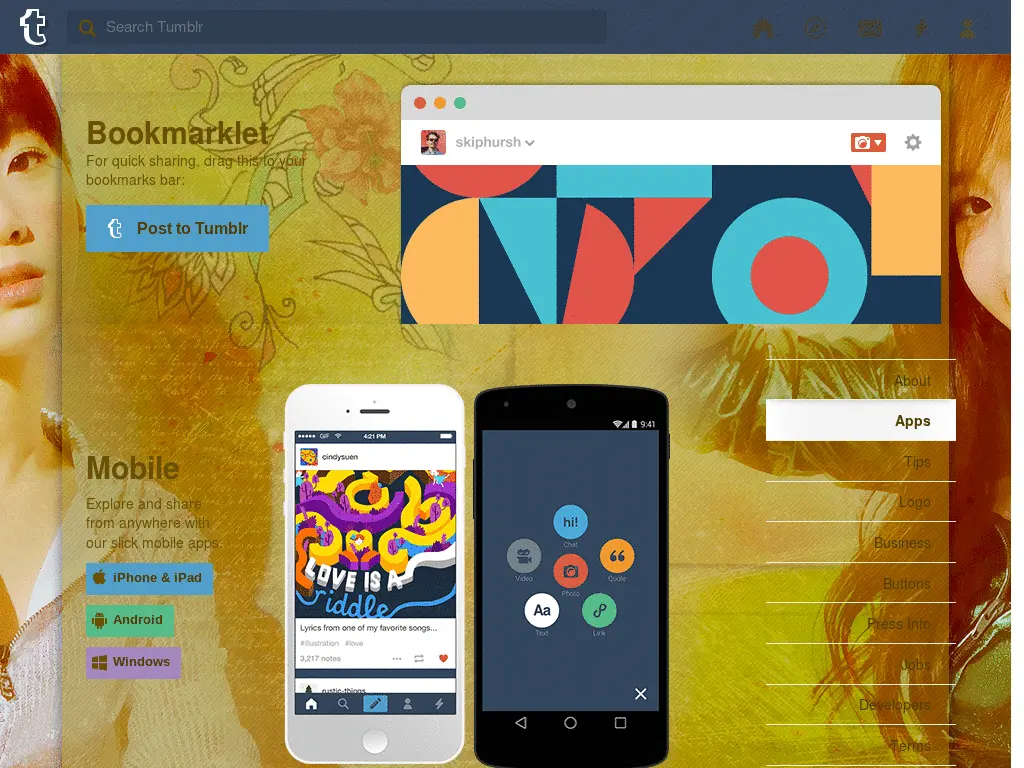 t
Search Tumblr
Bookmarklet
For quick sharing, drag this to your
bookmarks bar:
t Post to Tumblr
skiphursh
Mobile
Explore and share
from anywhere with
our slick mobile apps.
iPhone & iPad
Android
Windows
GIF
4:21 PM
cindysuen
LOVE IS A
riddle
Lyrics from one of my favorite songs...
#illustration #love
3,217 notes
rustic-things
9:41
hi!
Chat
Video
Photo
Quote
Aa
Text
Link
About
Apps
Tips
Logo
Business
Buttons
Press Info
Jobs
Developers
Terms